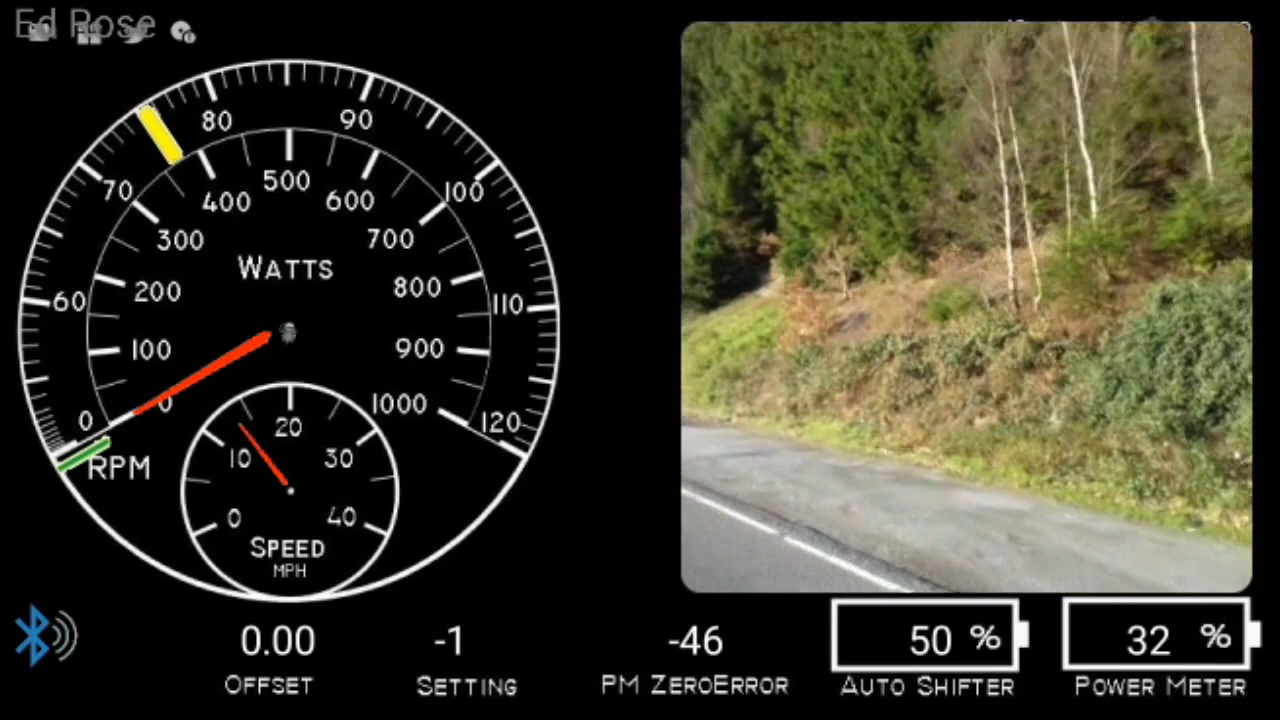 Ed Rose
80 90
70 100
500
400 600
300 700
WATTS
200 800
60 110
100 900
0 0 1000 120
RPM
20
10 30
0 40
SPEED
MPH
0.00 -1 -46 50 % 32 %
OFFSET SETTING PM ZEROERROR AUTO SHIFTER POWER METER